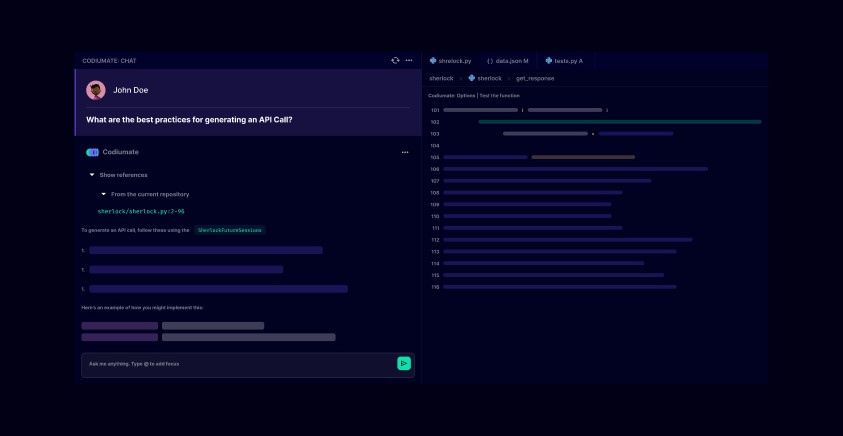 CODIUMATE: CHAT
John Doe
What are the best practices for generating an API Call?
Codiumate
Show references
From the current repository
sherlock/sherlock.py:2-96
To generate an API call, follow these using the SherlockFutureSessions
1.
1.
1.
Here's an example of how you might implement this:
Ask me anything. Type @ to add focus
shrelock.py
{ } data.json M
tests.py A
sherlock > sherlock > get_response
Codiumate: Options | Test the function
101
102
103
104
105
106
107
108
109
110
111
112
113
114
115
116